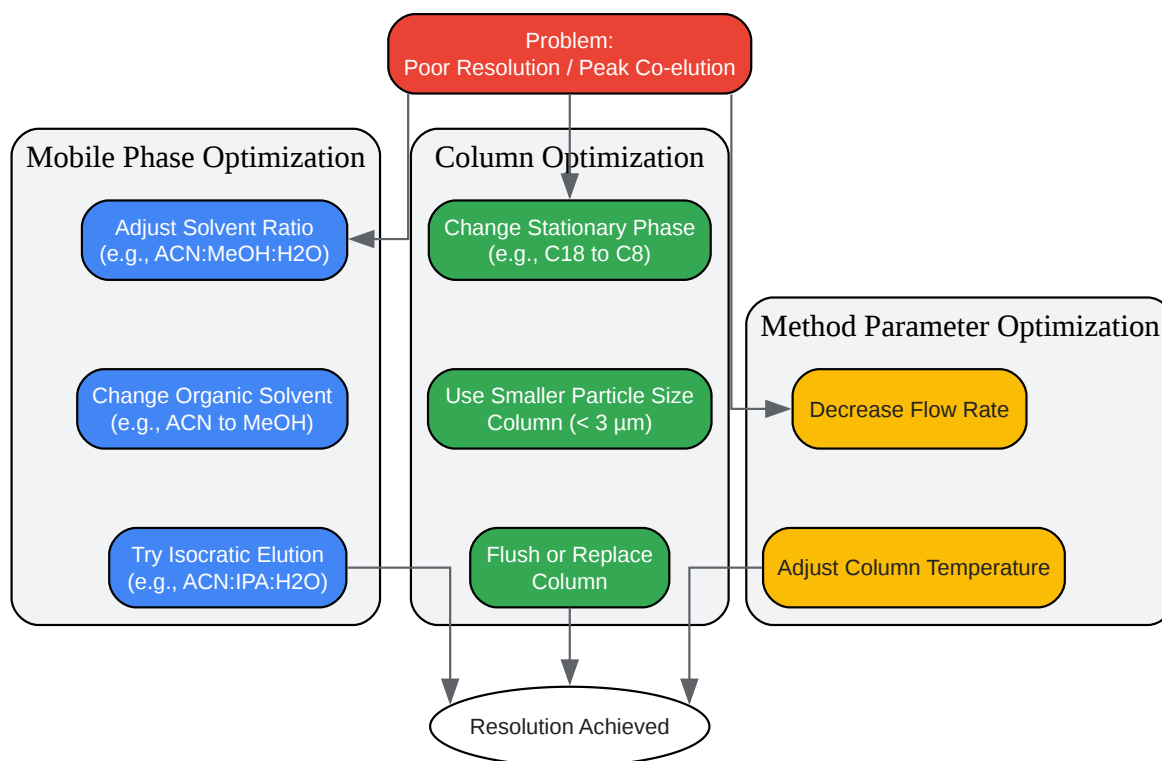 Problem:
Poor Resolution / Peak Co-elution
Mobile Phase Optimization
Adjust Solvent Ratio
(e.g., ACN:MeOH:H2O)
Change Organic Solvent
(e.g., ACN to MeOH)
Try Isocratic Elution
(e.g., ACN:IPA:H2O)
Column Optimization
Change Stationary Phase
(e.g., C18 to C8)
Use Smaller Particle Size
Column (< 3 µm)
Flush or Replace
Column
Method Parameter Optimization
Decrease Flow Rate
Adjust Column Temperature
Resolution Achieved